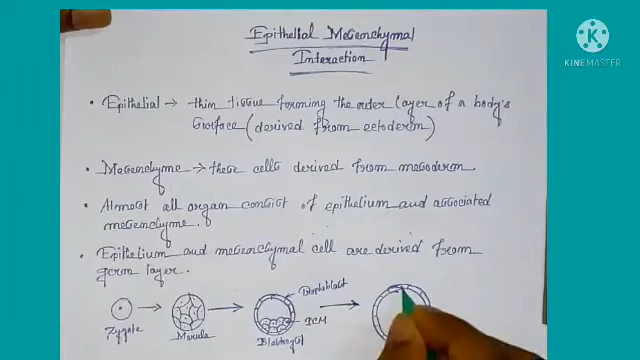 Epithelial Mesenchymal
Interaction
KINEMASTER
• Epithelial → thin tissue forming the outer layer of a body's
surface (derived from ectoderm)
• Mesenchyme → these cells derived from mesoderm.
• Almost all organ consist of epithelium and associated
mesenchyme.
• Epithelium and mesenchymal cell are derived from
germ layer.
Zygote
Morula
ICM
Blastocyst